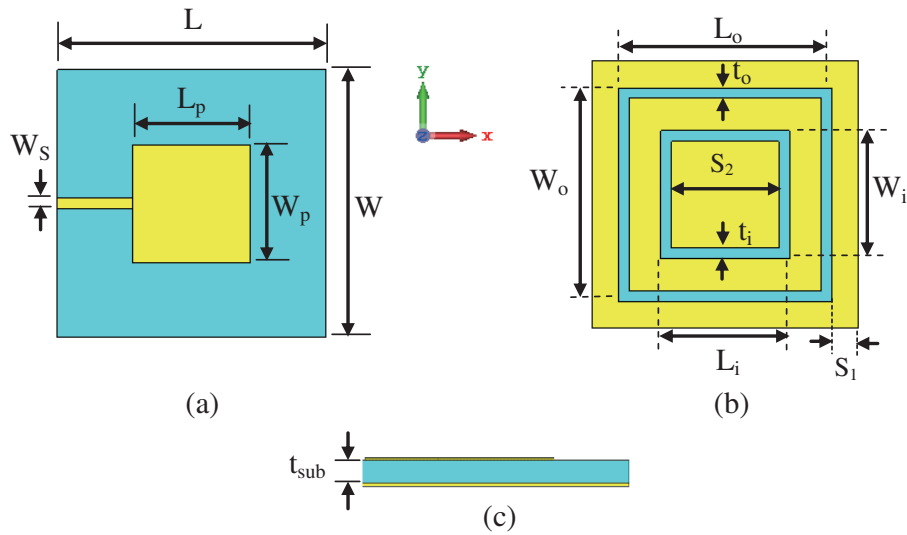 L
L_p
W_S
W_p
W
(a)
y
z
x
L_o
t_o
W_o
S_2
W_i
t_i
L_i
S_1
(b)
t_sub
(c)